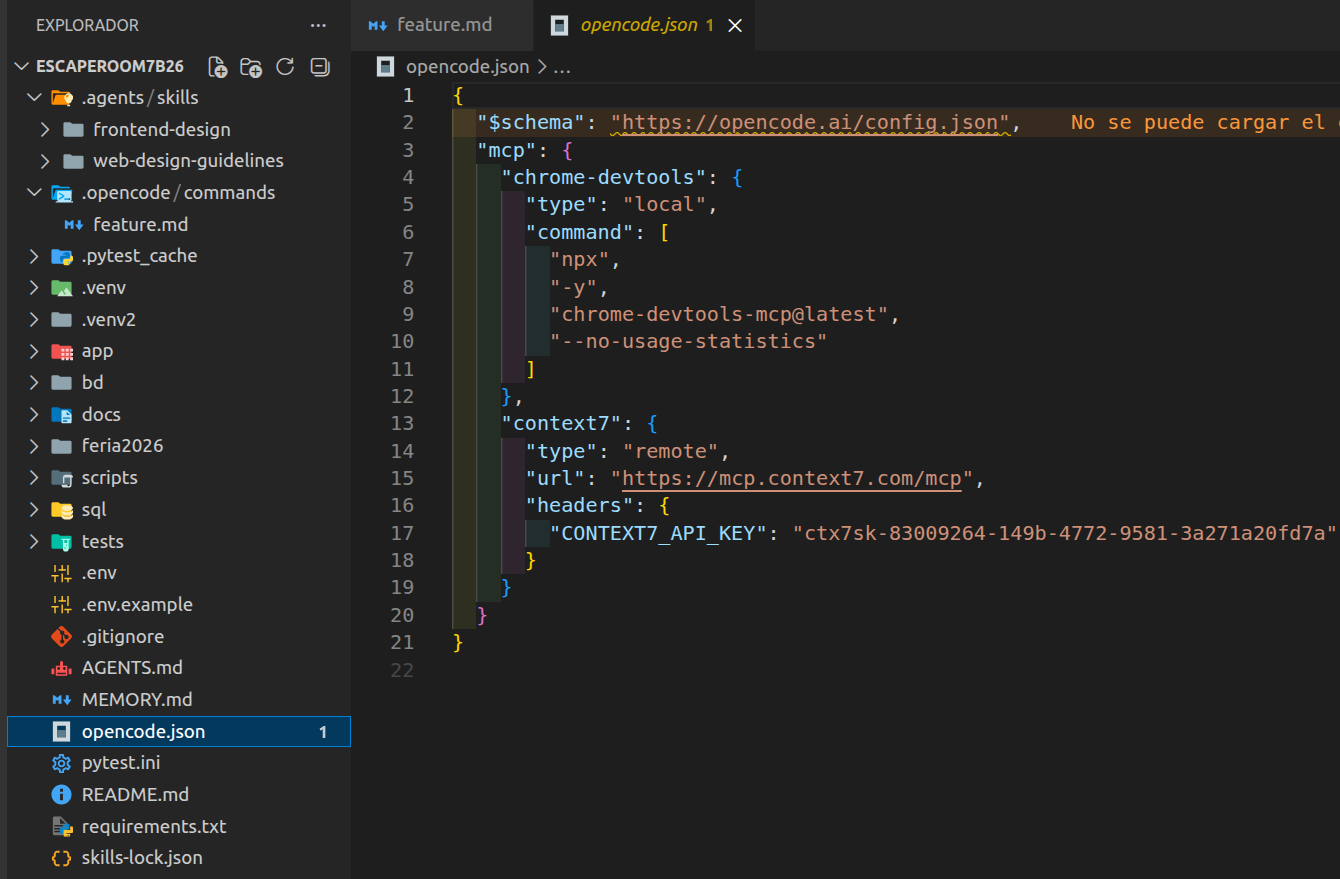 EXPLORADOR ...
ESCAPEROOM7B26
.agents/skills
frontend-design
web-design-guidelines
.opencode/commands
feature.md
.pytest_cache
.venv
.venv2
app
bd
docs
feria2026
scripts
sql
tests
.env
.env.example
.gitignore
AGENTS.md
MEMORY.md
opencode.json 1
pytest.ini
README.md
requirements.txt
skills-lock.json
feature.md
opencode.json 1
opencode.json > ...
1 {
2 "$schema": "https://opencode.ai/config.json", No se puede cargar el
3 "mcp": {
4 "chrome-devtools": {
5 "type": "local",
6 "command": [
7 "npx",
8 "-y",
9 "chrome-devtools-mcp@latest",
10 "--no-usage-statistics"
11 ]
12 },
13 "context7": {
14 "type": "remote",
15 "url": "https://mcp.context7.com/mcp",
16 "headers": {
17 "CONTEXT7_API_KEY": "ctx7sk-83009264-149b-4772-9581-3a271a20fd7a"
18 }
19 }
20 }
21 }
22